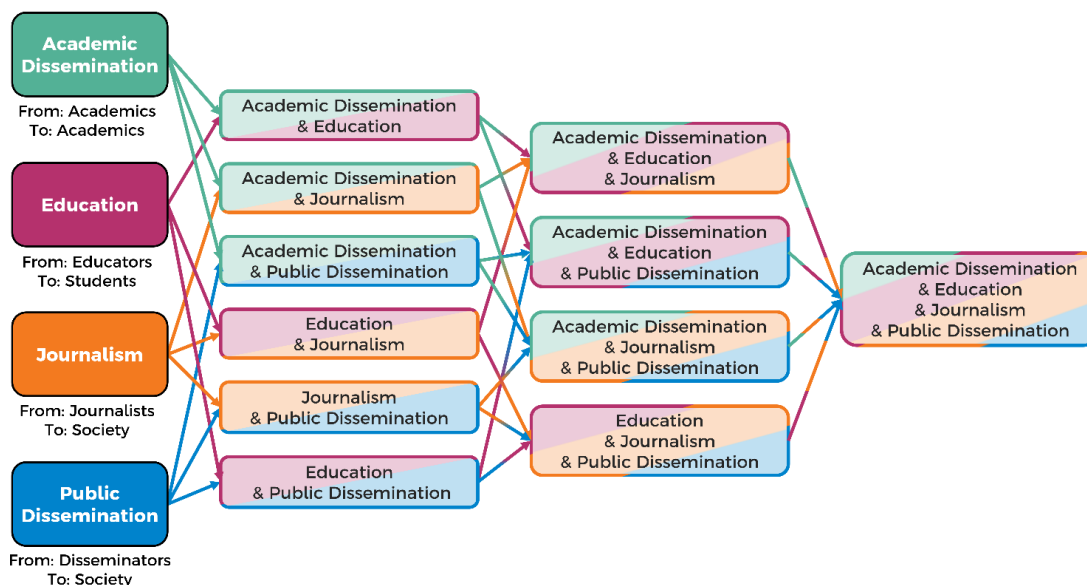 Academic
Dissemination
From: Academics
To: Academics
Education
From: Educators
To: Students
Journalism
From: Journalists
To: Society
Public
Dissemination
From: Disseminators
To: Society
Academic Dissemination
& Education
Academic Dissemination
& Journalism
Academic Dissemination
& Public Dissemination
Education
& Journalism
Journalism
& Public Dissemination
Education
& Public Dissemination
Academic Dissemination
& Education
& Journalism
Academic Dissemination
& Education
& Public Dissemination
Academic Dissemination
& Journalism
& Public Dissemination
Education
& Journalism
& Public Dissemination
Academic Dissemination
& Education
& Journalism
& Public Dissemination